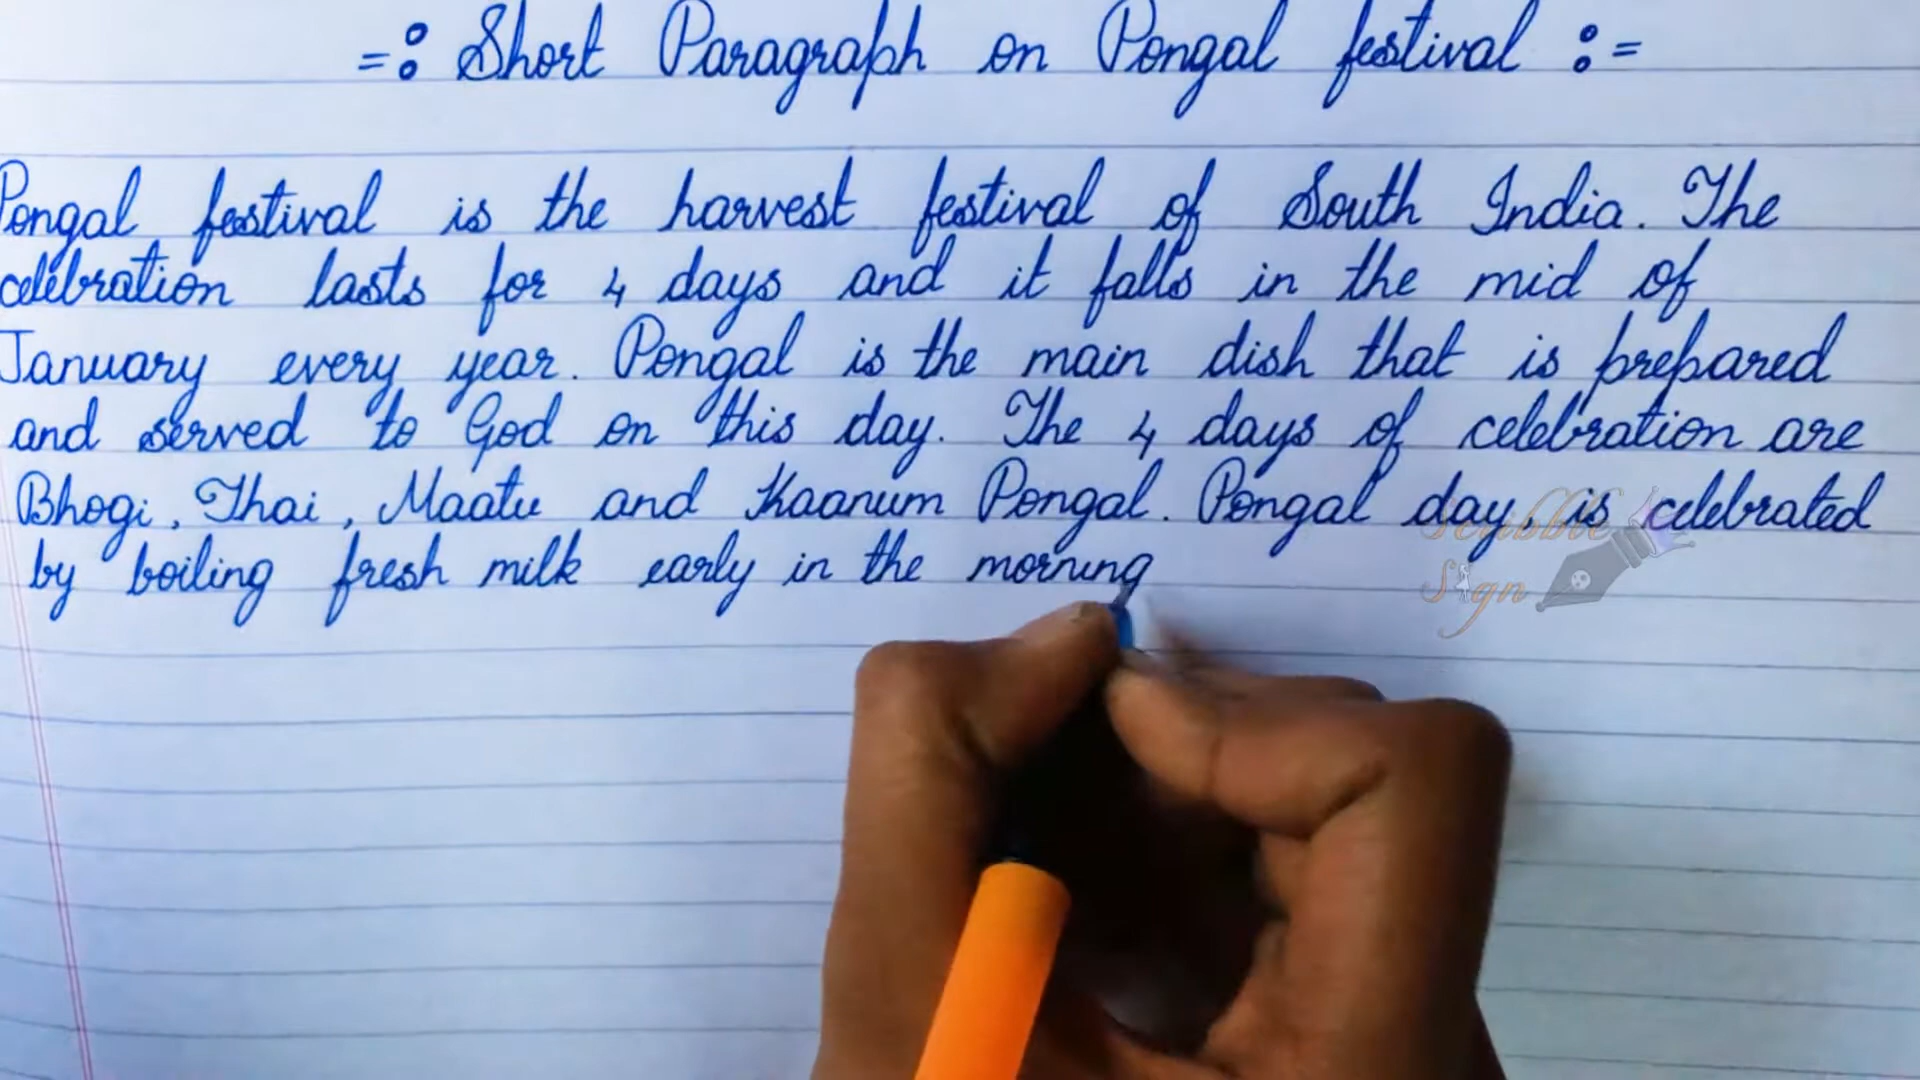 =: Short Paragraph on Pongal festival :=
Pongal festival is the harvest festival of South India. The
celebration lasts for 4 days and it falls in the mid of
January every year. Pongal is the main dish that is prepared
and served to God on this day. The 4 days of celebration are
Bhogi, Thai, Maatu and Kaanum Pongal. Pongal day, is celebrated
by boiling fresh milk early in the morning
Scribble
Sign